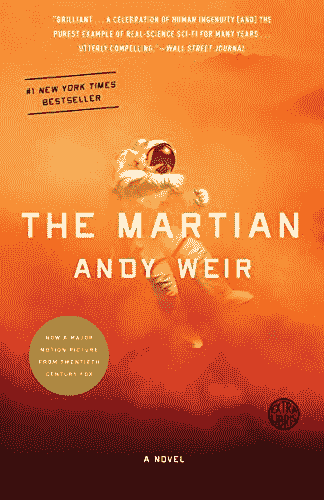 "BRILLIANT . . . A CELEBRATION OF HUMAN INGENUITY [AND] THE
PUREST EXAMPLE OF REAL-SCIENCE SCI-FI FOR MANY YEARS . . .
UTTERLY COMPELLING."—WALL STREET JOURNAL
#1 NEW YORK TIMES
BESTSELLER
THE MARTIAN
ANDY WEIR
NOW A MAJOR
MOTION PICTURE
FROM TWENTIETH
CENTURY FOX
EXTRA
LIBRIS
A NOVEL